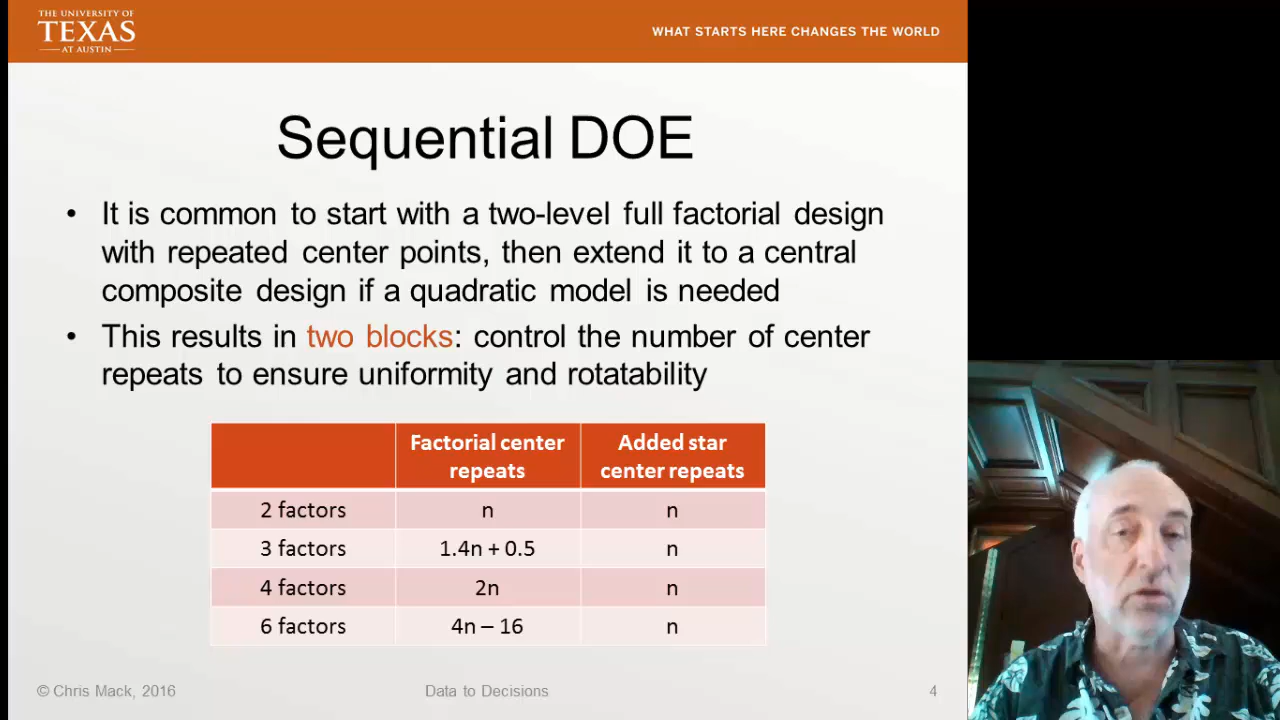 THE UNIVERSITY OF
TEXAS
AT AUSTIN
WHAT STARTS HERE CHANGES THE WORLD
Sequential DOE
• It is common to start with a two-level full factorial design
with repeated center points, then extend it to a central
composite design if a quadratic model is needed
• This results in two blocks: control the number of center
repeats to ensure uniformity and rotatability
Factorial center repeats Added star center repeats
2 factors n n
3 factors 1.4n + 0.5 n
4 factors 2n n
6 factors 4n – 16 n
© Chris Mack, 2016 Data to Decisions 4